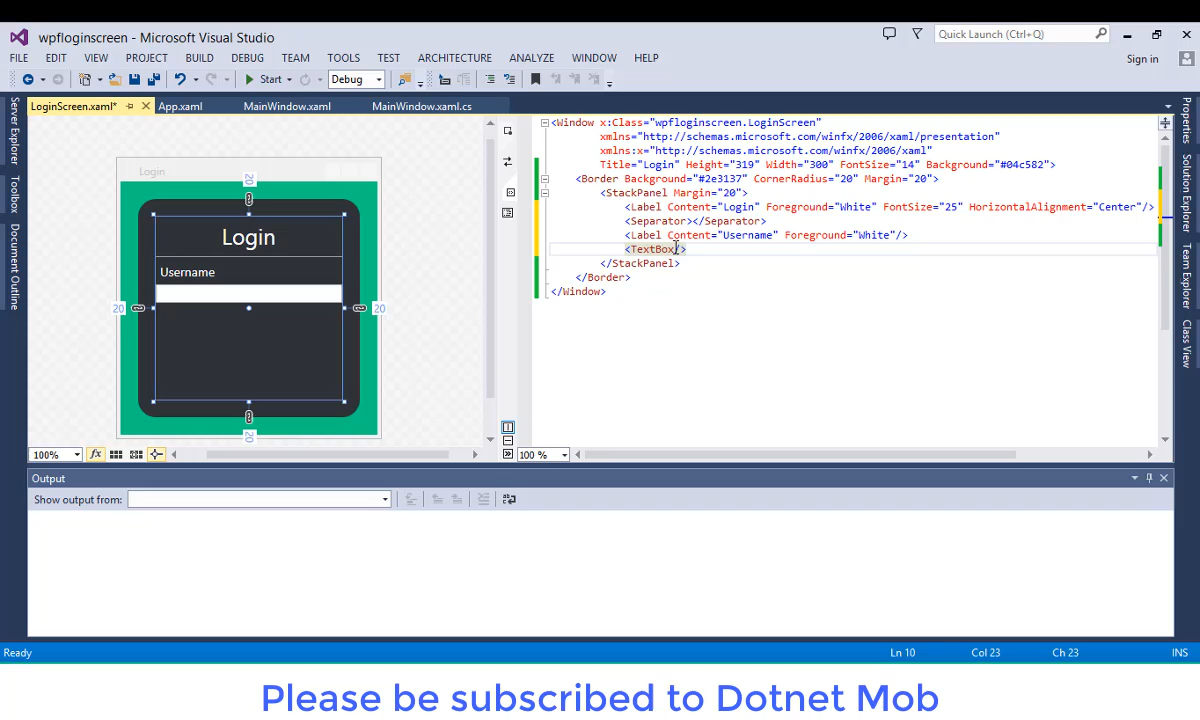 wpfloginscreen - Microsoft Visual Studio
Quick Launch (Ctrl+Q)
FILE EDIT VIEW PROJECT BUILD DEBUG TEAM TOOLS TEST ARCHITECTURE ANALYZE WINDOW HELP
Sign in
Start Debug
LoginScreen.xaml* App.xaml MainWindow.xaml MainWindow.xaml.cs
Server Explorer
Toolbox
Document Outline
Login
20
Login
Username
20
20
20
<Window x:Class="wpfloginscreen.LoginScreen"
xmlns="http://schemas.microsoft.com/winfx/2006/xaml/presentation"
xmlns:x="http://schemas.microsoft.com/winfx/2006/xaml"
Title="Login" Height="319" Width="300" FontSize="14" Background="#04c582">
<Border Background="#2e3137" CornerRadius="20" Margin="20">
<StackPanel Margin="20">
<Label Content="Login" Foreground="White" FontSize="25" HorizontalAlignment="Center"/>
<Separator></Separator>
<Label Content="Username" Foreground="White"/>
<TextBox/>
</StackPanel>
</Border>
</Window>
Properties
Solution Explorer
Team Explorer
Class View
100% fx
100 %
Output
Show output from:
Ready
Ln 10 Col 23 Ch 23 INS
Please be subscribed to Dotnet Mob